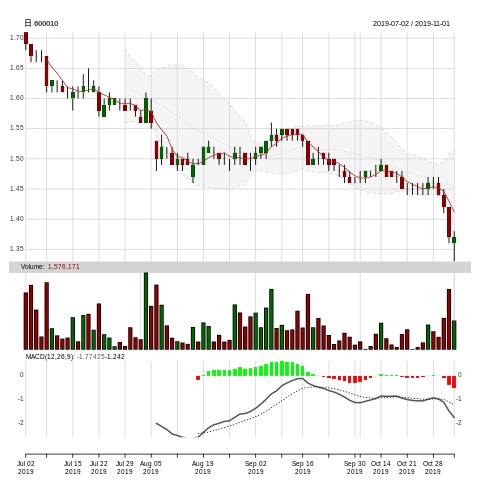 日 600010
2019-07-02 / 2019-11-01
1.70
1.65
1.60
1.55
1.50
1.45
1.40
1.35
Volume: 1,576,171
MACD(12,26,9): -1.77425-1.242
0 0
-1 -1
-2 -2
Jul 02 Jul 15 Jul 22 Jul 29 Aug 05 Aug 19 Sep 02 Sep 16 Sep 30 Oct 14 Oct 21 Oct 28
2019 2019 2019 2019 2019 2019 2019 2019 2019 2019 2019 2019